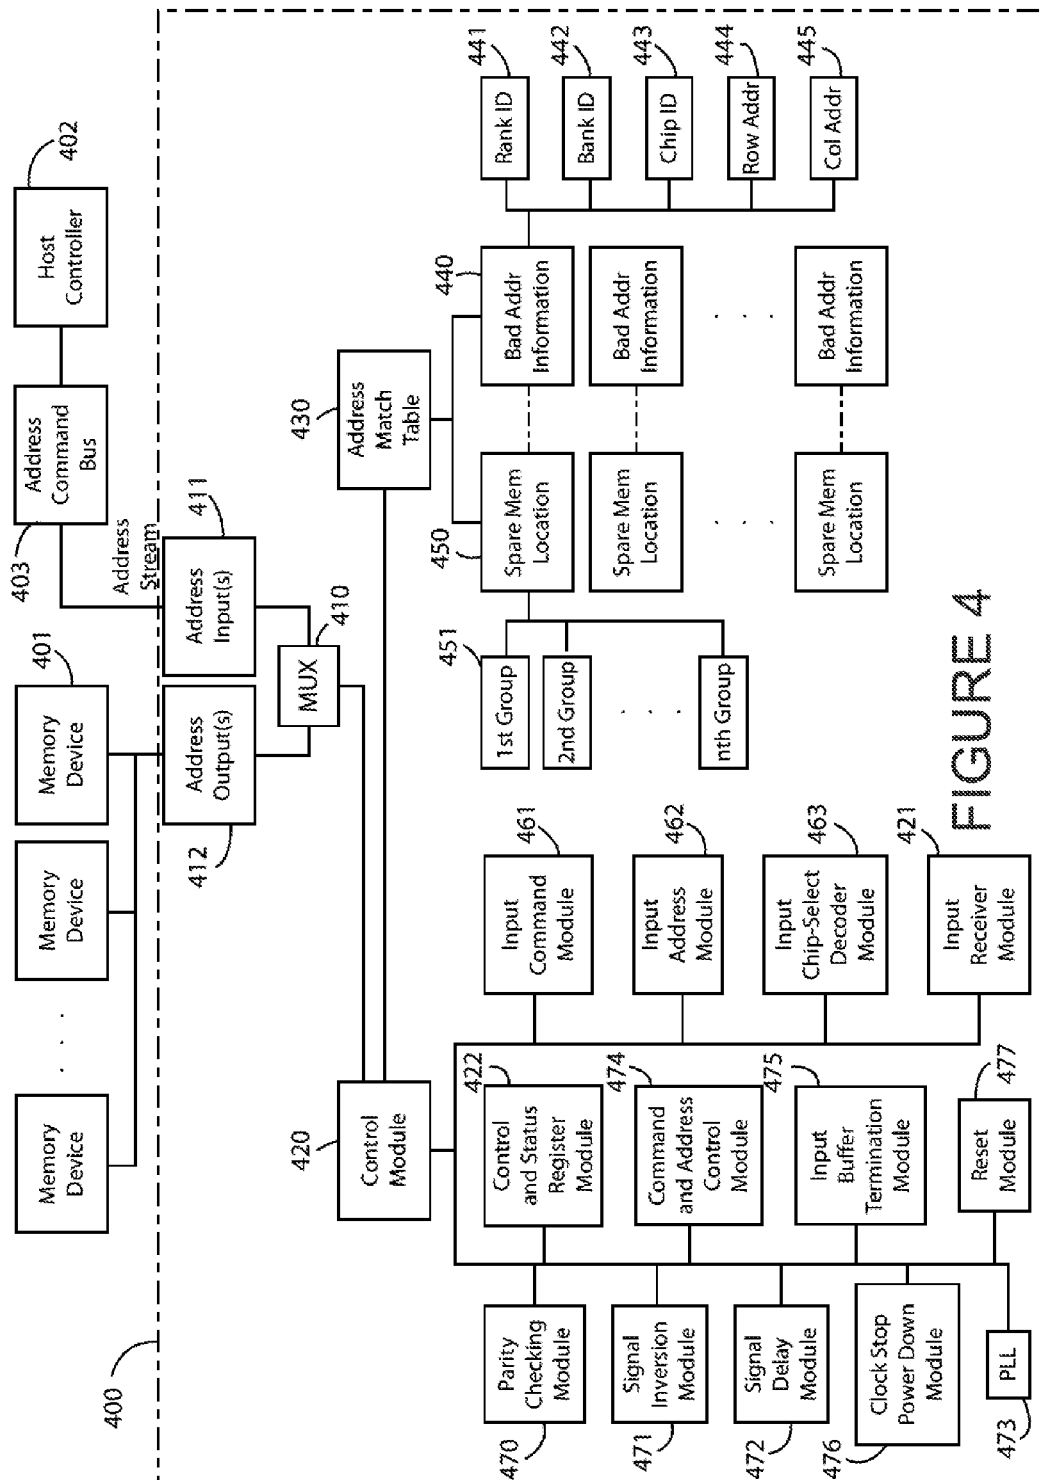 Memory
Device
. . .
Memory
Device
Memory
Device
401
403
Address
Command
Bus
Host
Controller
402
400
Address
Stream
412
Address
Output(s)
Address
Input(s)
411
MUX
410
420
Control
Module
430
Address
Match
Table
470
Parity
Checking
Module
471
Signal
Inversion Module
472
Signal
Delay Module
476
Clock Stop
Power Down
Module
473
PLL
422
Control
and Status
Register
Module
474
Command
and Address
Control
Module
475
Input
Buffer
Termination
Module
477
Reset
Module
461
Input
Command
Module
462
Input
Address
Module
463
Input
Chip-Select
Decoder
Module
421
Input
Receiver
Module
451
1st Group
2nd Group
. . .
nth Group
450
Spare Mem
Location
Spare Mem
Location
. . .
Spare Mem
Location
440
Bad Addr
Information
Bad Addr
Information
. . .
Bad Addr
Information
Rank ID
441
Bank ID
442
Chip ID
443
Row Addr
444
Col Addr
445
FIGURE 4